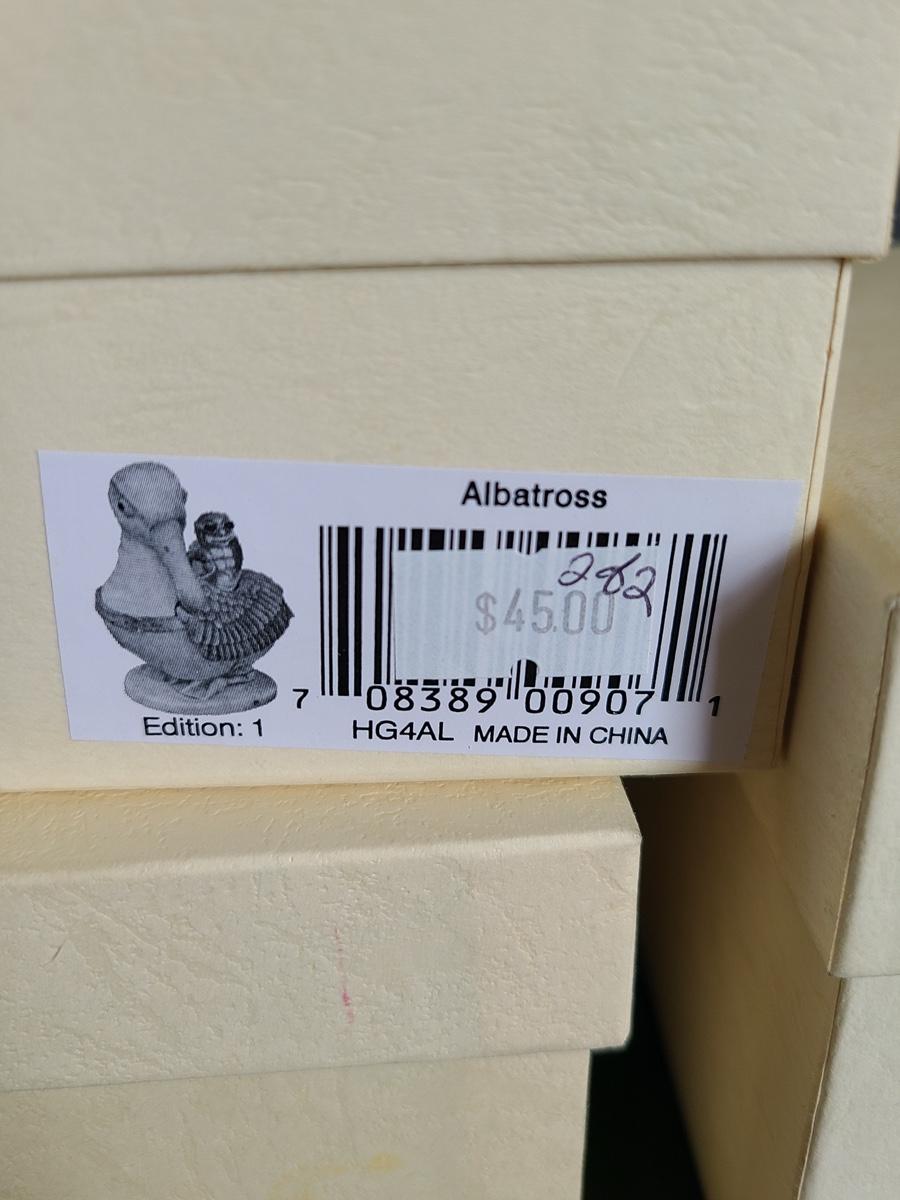 Albatross
282
$45.00
7 08389 00907 1
Edition: 1
HG4AL MADE IN CHINA